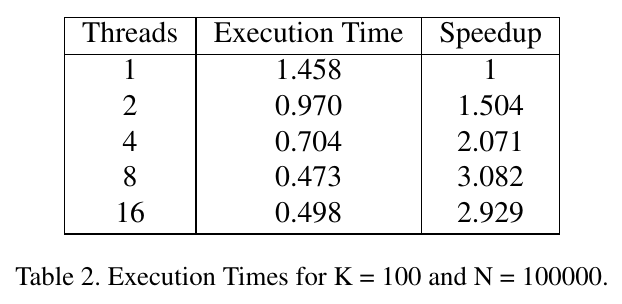 Threads Execution Time Speedup
1 1.458 1
2 0.970 1.504
4 0.704 2.071
8 0.473 3.082
16 0.498 2.929
Table 2. Execution Times for K = 100 and N = 100000.